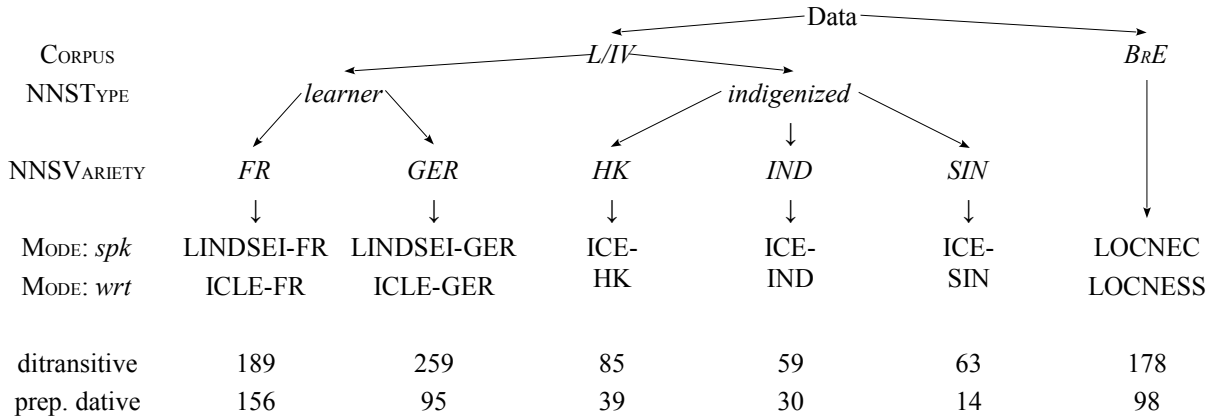 Data
CORPUS L/IV BRE
NNSTYPE learner indigenized
NNSVARIETY FR GER HK IND SIN
MODE: spk LINDSEI-FR LINDSEI-GER ICE- ICE- ICE- LOCNEC
MODE: wrt ICLE-FR ICLE-GER HK IND SIN LOCNESS
ditransitive 189 259 85 59 63 178
prep. dative 156 95 39 30 14 98